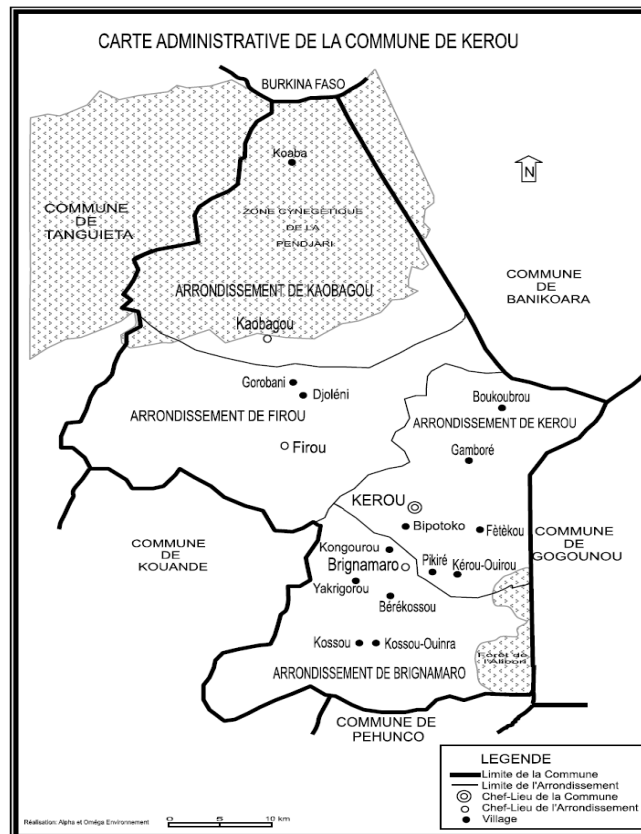 CARTE ADMINISTRATIVE DE LA COMMUNE DE KEROU
BURKINA FASO
Koaba
N
ZONE CYNEGETIQUE
DE LA
PENDJARI
COMMUNE
DE
TANGUIETA
COMMUNE
DE
BANIKOARA
ARRONDISSEMENT DE KAOBAGOU
Kaobagou
Gorobani
Djoléni
ARRONDISSEMENT DE FIROU
Firou
Boukoubrou
ARRONDISSEMENT DE KEROU
Gamboré
KEROU
Bipotoko
Fètèkou
COMMUNE
DE
GOGOUNOU
COMMUNE
DE
KOUANDE
Kongourou
Brignamaro
Pikiré
Kérou-Ouirou
Yakrigorou
Bérékossou
Kossou
Kossou-Ouinra
Forêt de
l'Alibori
ARRONDISSEMENT DE BRIGNAMARO
COMMUNE DE
PEHUNCO
LEGENDE
Limite de la Commune
Limite de l'Arrondissement
Chef-Lieu de la Commune
Chef-Lieu de l'Arrondissement
Village
Réalisation: Alpha et Oméga Environnement
0 5 10 km